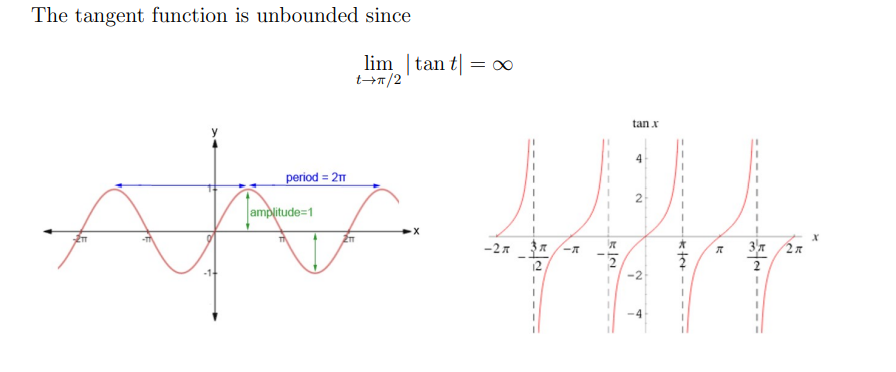 The tangent function is unbounded since
lim | tan t| = ∞
t→π/2
y
period = 2π
1
amplitude=1
x
-2π
-π
0
π
2π
-1
tan x
4
2
-2π
-3π/2
-π
-π/2
π/2
π
3π/2
2π
x
-2
-4